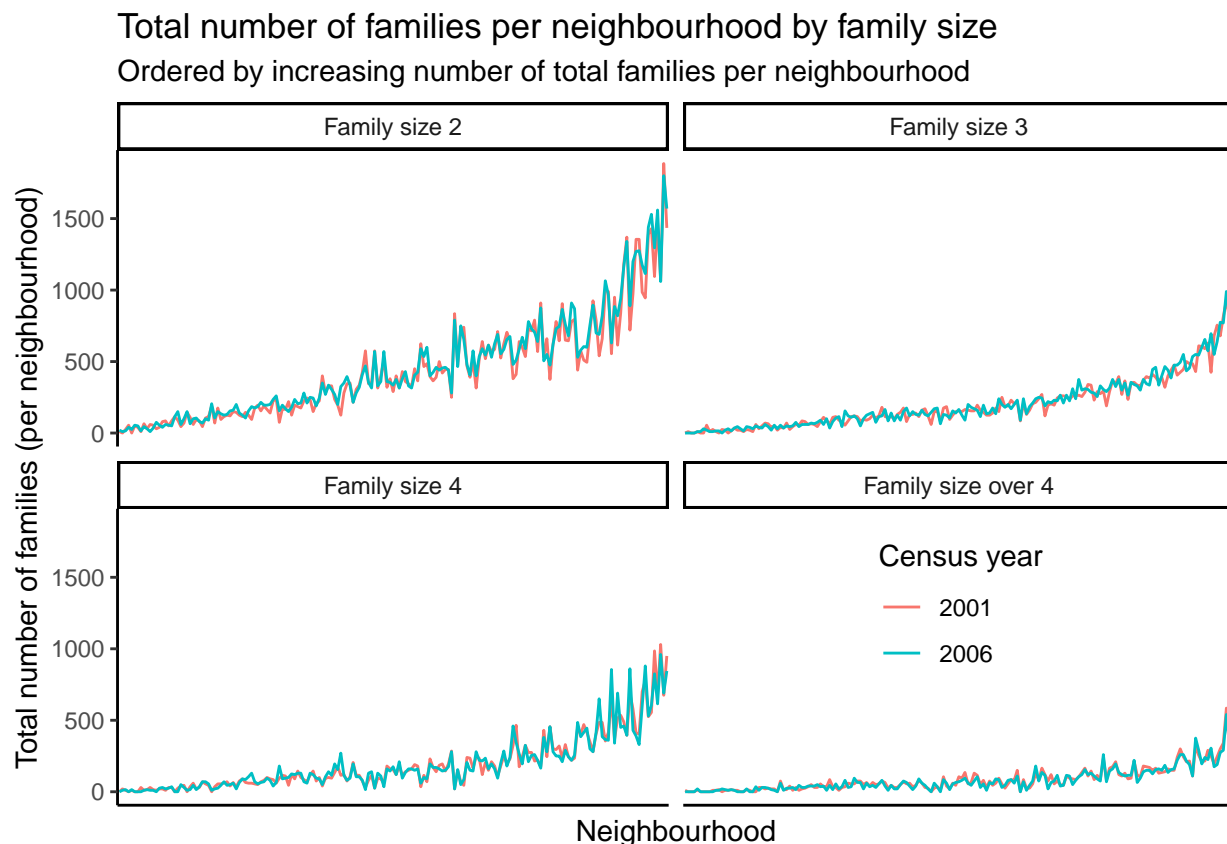 Total number of families per neighbourhood by family size
Ordered by increasing number of total families per neighbourhood
Family size 2
Family size 3
Total number of families (per neighbourhood)
1500
1000
500
0
Family size 4
Family size over 4
1500
1000
500
0
Census year
2001
2006
Neighbourhood